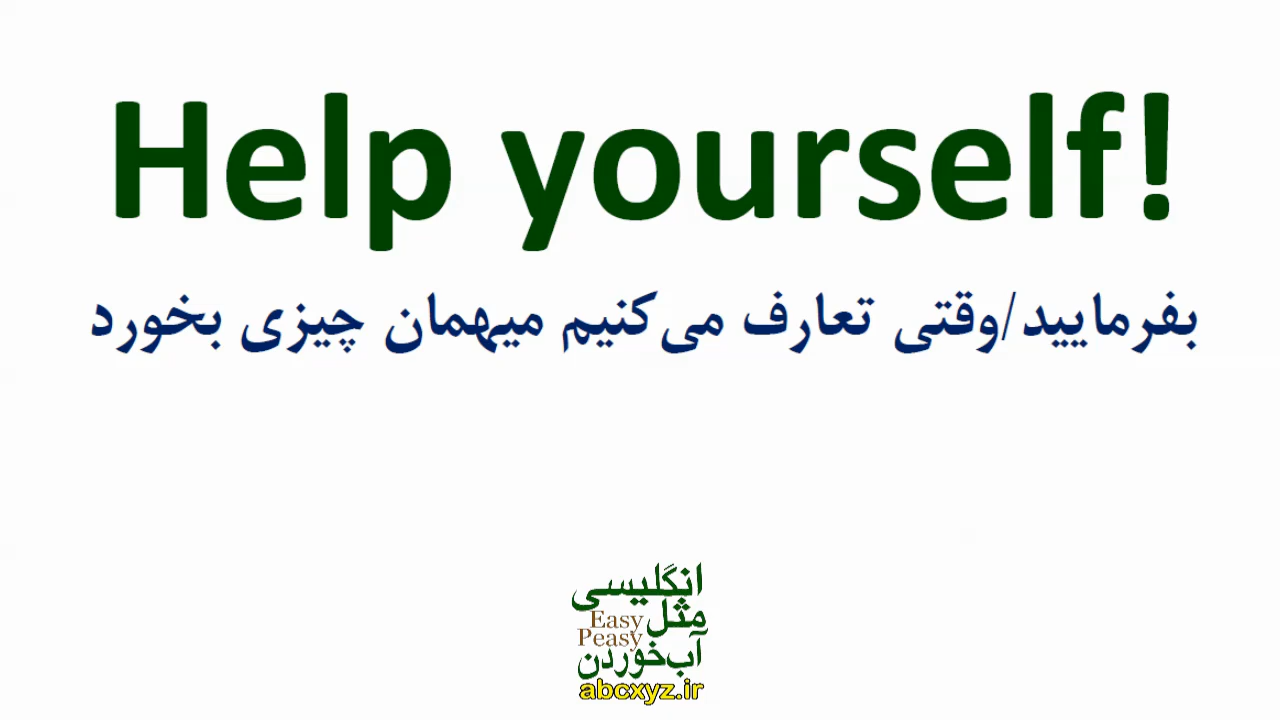 Help yourself!
بفرمایید/وقتی تعارف می‌کنیم میهمان چیزی بخورد
انگلیسی
مثل
Easy
Peasy
آب‌خوردن
abcxyz.ir